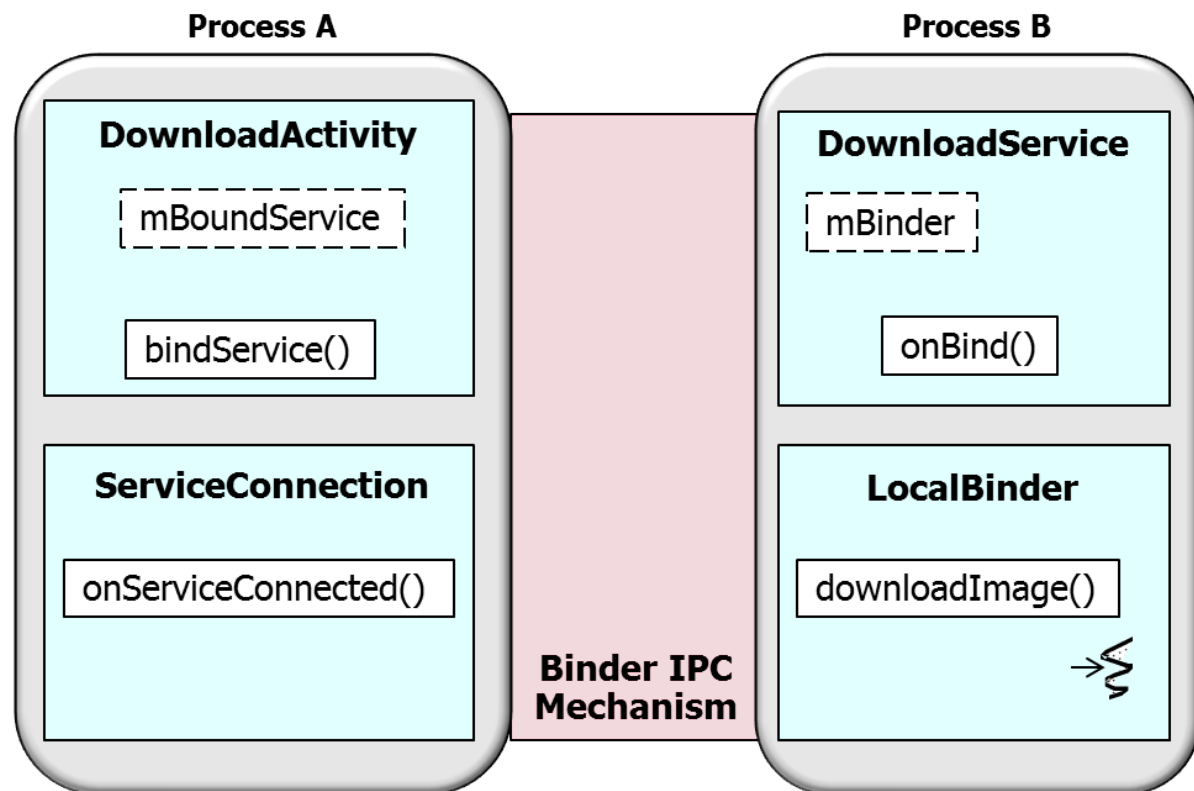 Process A
DownloadActivity
mBoundService
bindService()
ServiceConnection
onServiceConnected()
Binder IPC
Mechanism
Process B
DownloadService
mBinder
onBind()
LocalBinder
downloadImage()